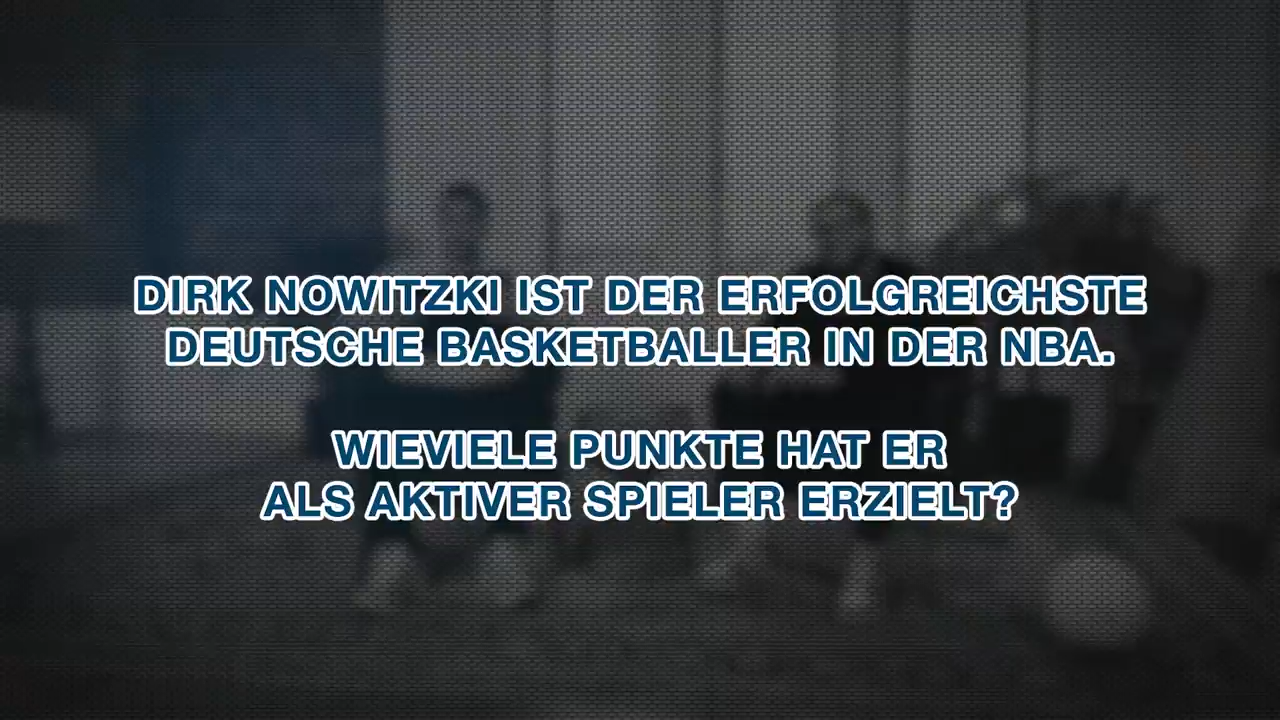 DIRK NOWITZKI IST DER ERFOLGREICHSTE
DEUTSCHE BASKETBALLER IN DER NBA.
WIEVIELE PUNKTE HAT ER
ALS AKTIVER SPIELER ERZIELT?